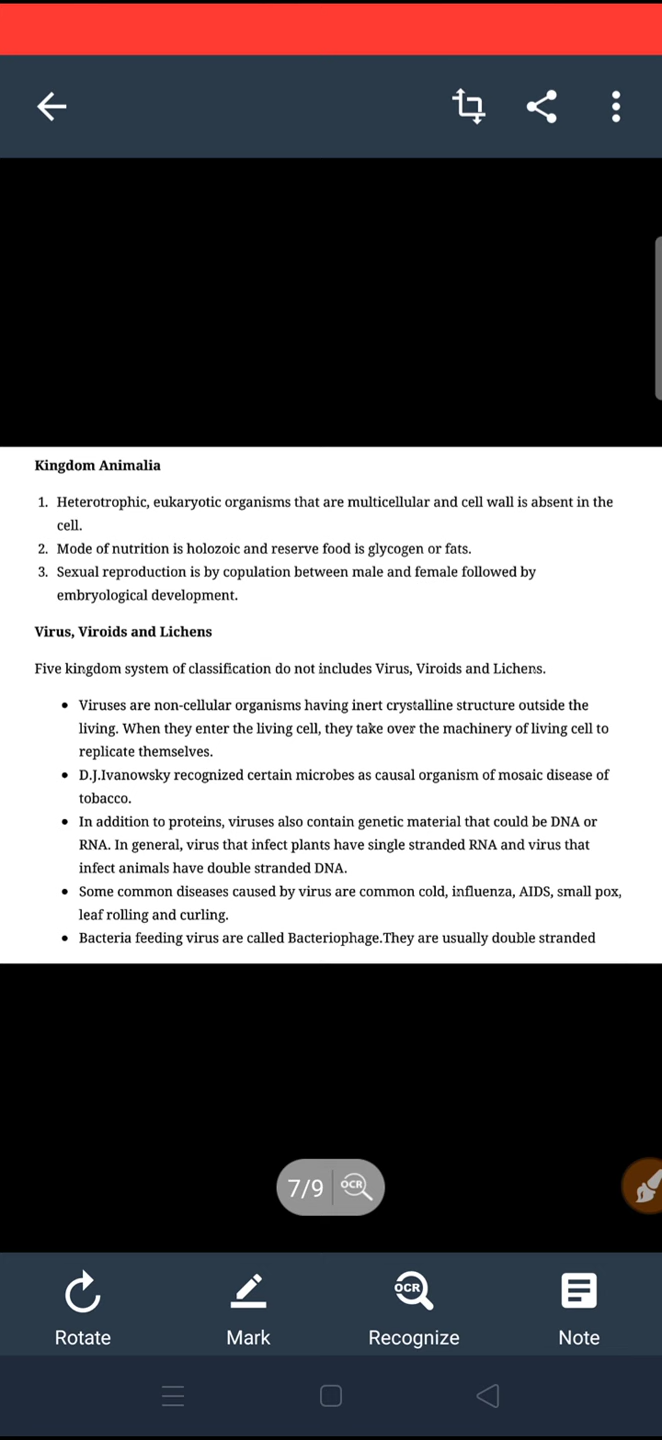 Kingdom Animalia
1. Heterotrophic, eukaryotic organisms that are multicellular and cell wall is absent in the
cell.
2. Mode of nutrition is holozoic and reserve food is glycogen or fats.
3. Sexual reproduction is by copulation between male and female followed by
embryological development.
Virus, Viroids and Lichens
Five kingdom system of classification do not includes Virus, Viroids and Lichens.
• Viruses are non-cellular organisms having inert crystalline structure outside the
living. When they enter the living cell, they take over the machinery of living cell to
replicate themselves.
• D.J.Ivanowsky recognized certain microbes as causal organism of mosaic disease of
tobacco.
• In addition to proteins, viruses also contain genetic material that could be DNA or
RNA. In general, virus that infect plants have single stranded RNA and virus that
infect animals have double stranded DNA.
• Some common diseases caused by virus are common cold, influenza, AIDS, small pox,
leaf rolling and curling.
• Bacteria feeding virus are called Bacteriophage.They are usually double stranded
7/9 OCR
OCR
Rotate Mark Recognize Note